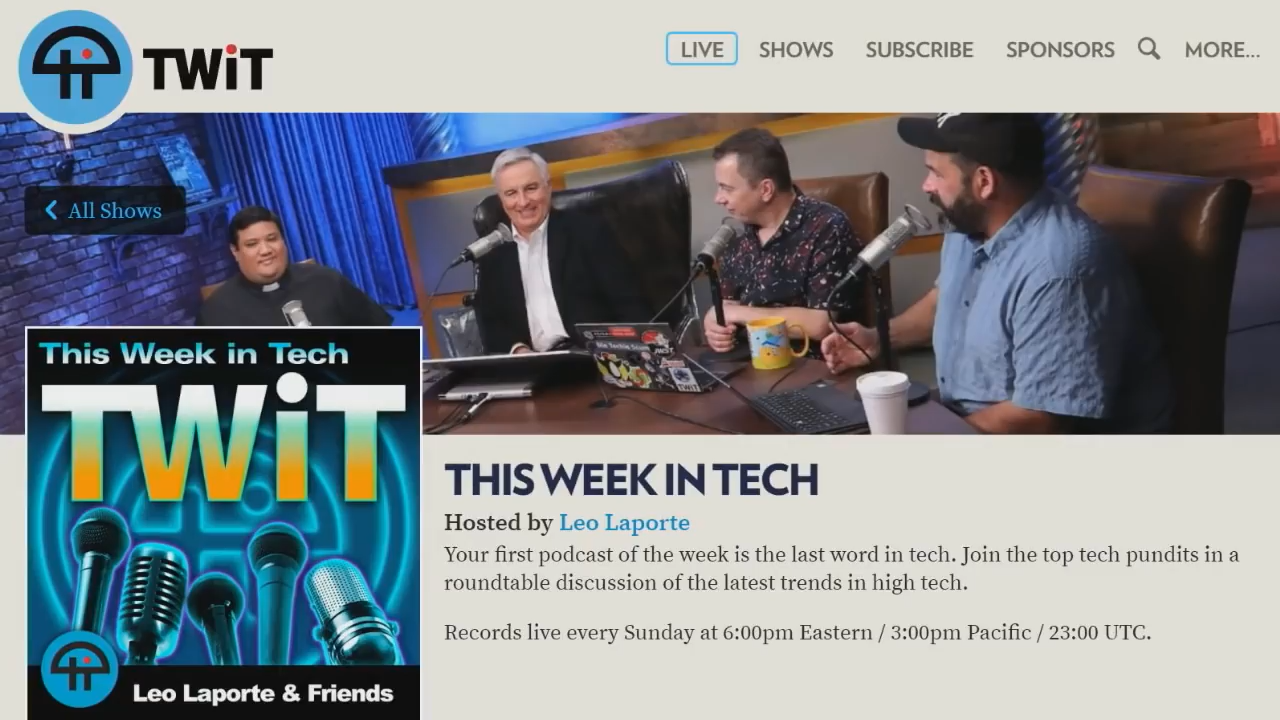 TWiT
LIVE
SHOWS
SUBSCRIBE
SPONSORS
MORE...
All Shows
This Week in Tech
TWiT
Leo Laporte & Friends
THIS WEEK IN TECH
Hosted by Leo Laporte
Your first podcast of the week is the last word in tech. Join the top tech pundits in a
roundtable discussion of the latest trends in high tech.
Records live every Sunday at 6:00pm Eastern / 3:00pm Pacific / 23:00 UTC.